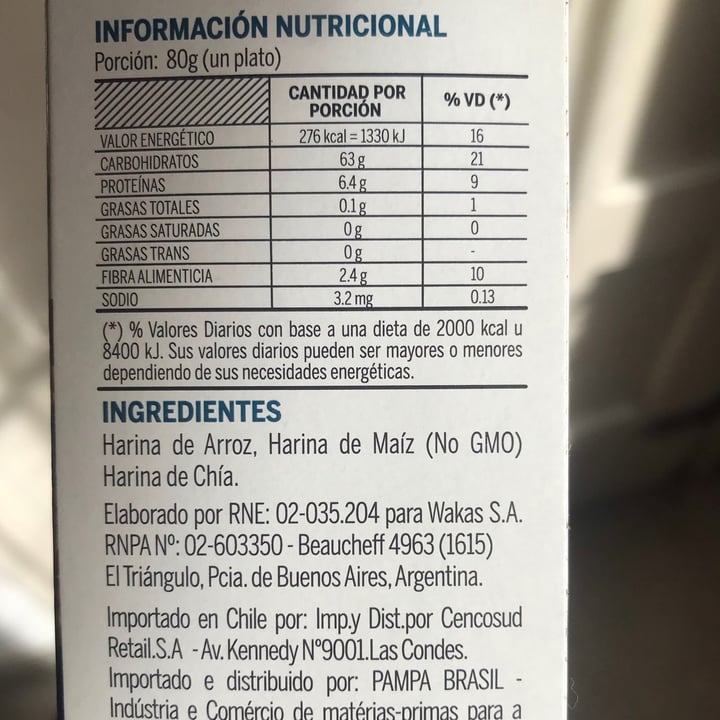 INFORMACIÓN NUTRICIONAL
Porción: 80g (un plato)
CANTIDAD POR PORCIÓN % VD (*)
VALOR ENERGÉTICO 276 kcal = 1330 kJ 16
CARBOHIDRATOS 63 g 21
PROTEÍNAS 6.4 g 9
GRASAS TOTALES 0.1 g 1
GRASAS SATURADAS 0 g 0
GRASAS TRANS 0 g -
FIBRA ALIMENTICIA 2.4 g 10
SODIO 3.2 mg 0.13
(*) % Valores Diarios con base a una dieta de 2000 kcal u
8400 kJ. Sus valores diarios pueden ser mayores o menores
dependiendo de sus necesidades energéticas.
INGREDIENTES
Harina de Arroz, Harina de Maíz (No GMO)
Harina de Chía.
Elaborado por RNE: 02-035.204 para Wakas S.A.
RNPA Nº: 02-603350 - Beaucheff 4963 (1615)
El Triángulo, Pcia. de Buenos Aires, Argentina.
Importado en Chile por: Imp.y Dist.por Cencosud
Retail.S.A - Av. Kennedy Nº9001.Las Condes.
Importado e distribuido por: PAMPA BRASIL -
Indústria e Comércio de matérias-primas para a